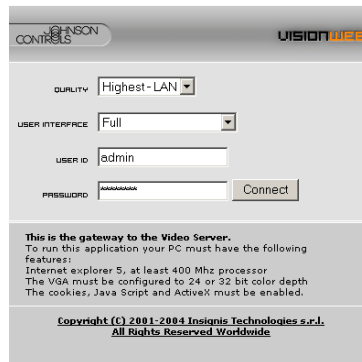 JOHNSON
CONTROLS
VISIONWEB
QUALITY Highest-LAN
USER INTERFACE Full
USER ID admin
PASSWORD ******** Connect
This is the gateway to the Video Server.
To run this application your PC must have the following
features:
Internet explorer 5, at least 400 Mhz processor
The VGA must be configured to 24 or 32 bit color depth
The cookies, Java Script and ActiveX must be enabled.
Copyright (C) 2001-2004 Insignis Technologies s.r.l.
All Rights Reserved Worldwide